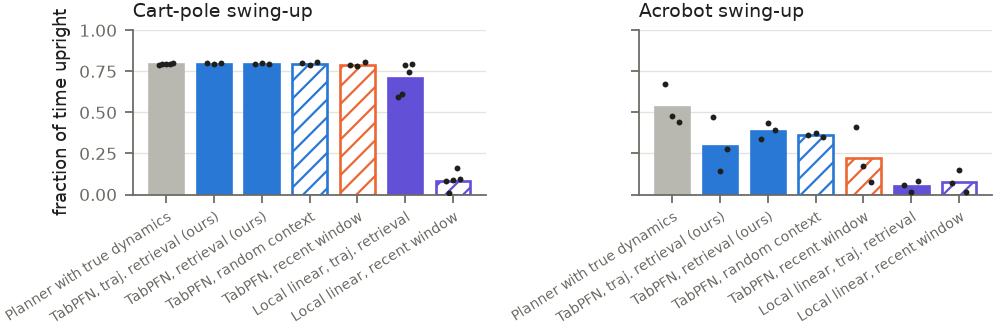 Cart-pole swing-up
fraction of time upright
1.00
0.75
0.50
0.25
0.00
Planner with true dynamics
TabPFN, traj. retrieval (ours)
TabPFN, retrieval (ours)
TabPFN, random context
TabPFN, recent window
Local linear, traj. retrieval
Local linear, recent window
Acrobot swing-up
Planner with true dynamics
TabPFN, traj. retrieval (ours)
TabPFN, retrieval (ours)
TabPFN, random context
TabPFN, recent window
Local linear, traj. retrieval
Local linear, recent window